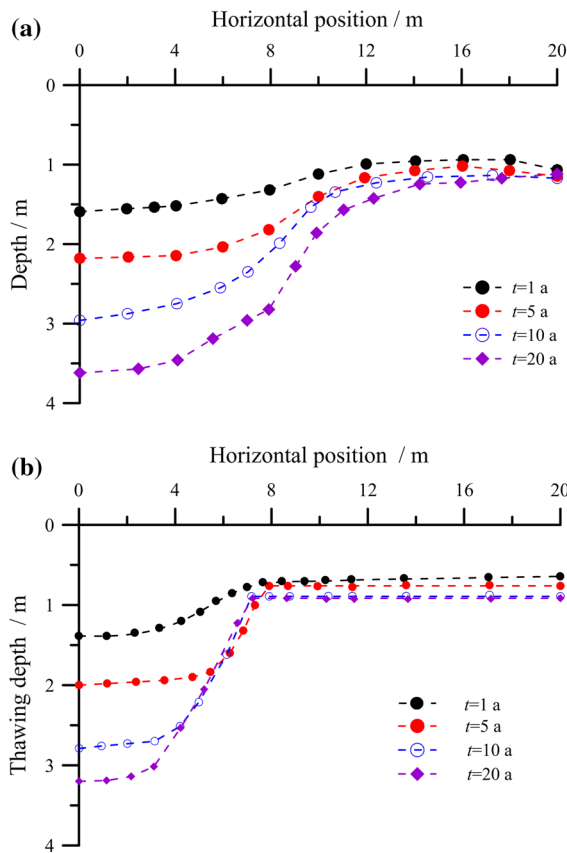 (a)
Horizontal position / m
0 4 8 12 16 20
0
1
2
3
4
Depth / m
t=1 a
t=5 a
t=10 a
t=20 a
(b)
Horizontal position / m
0 4 8 12 16 20
0
1
2
3
4
Thawing depth / m
t=1 a
t=5 a
t=10 a
t=20 a